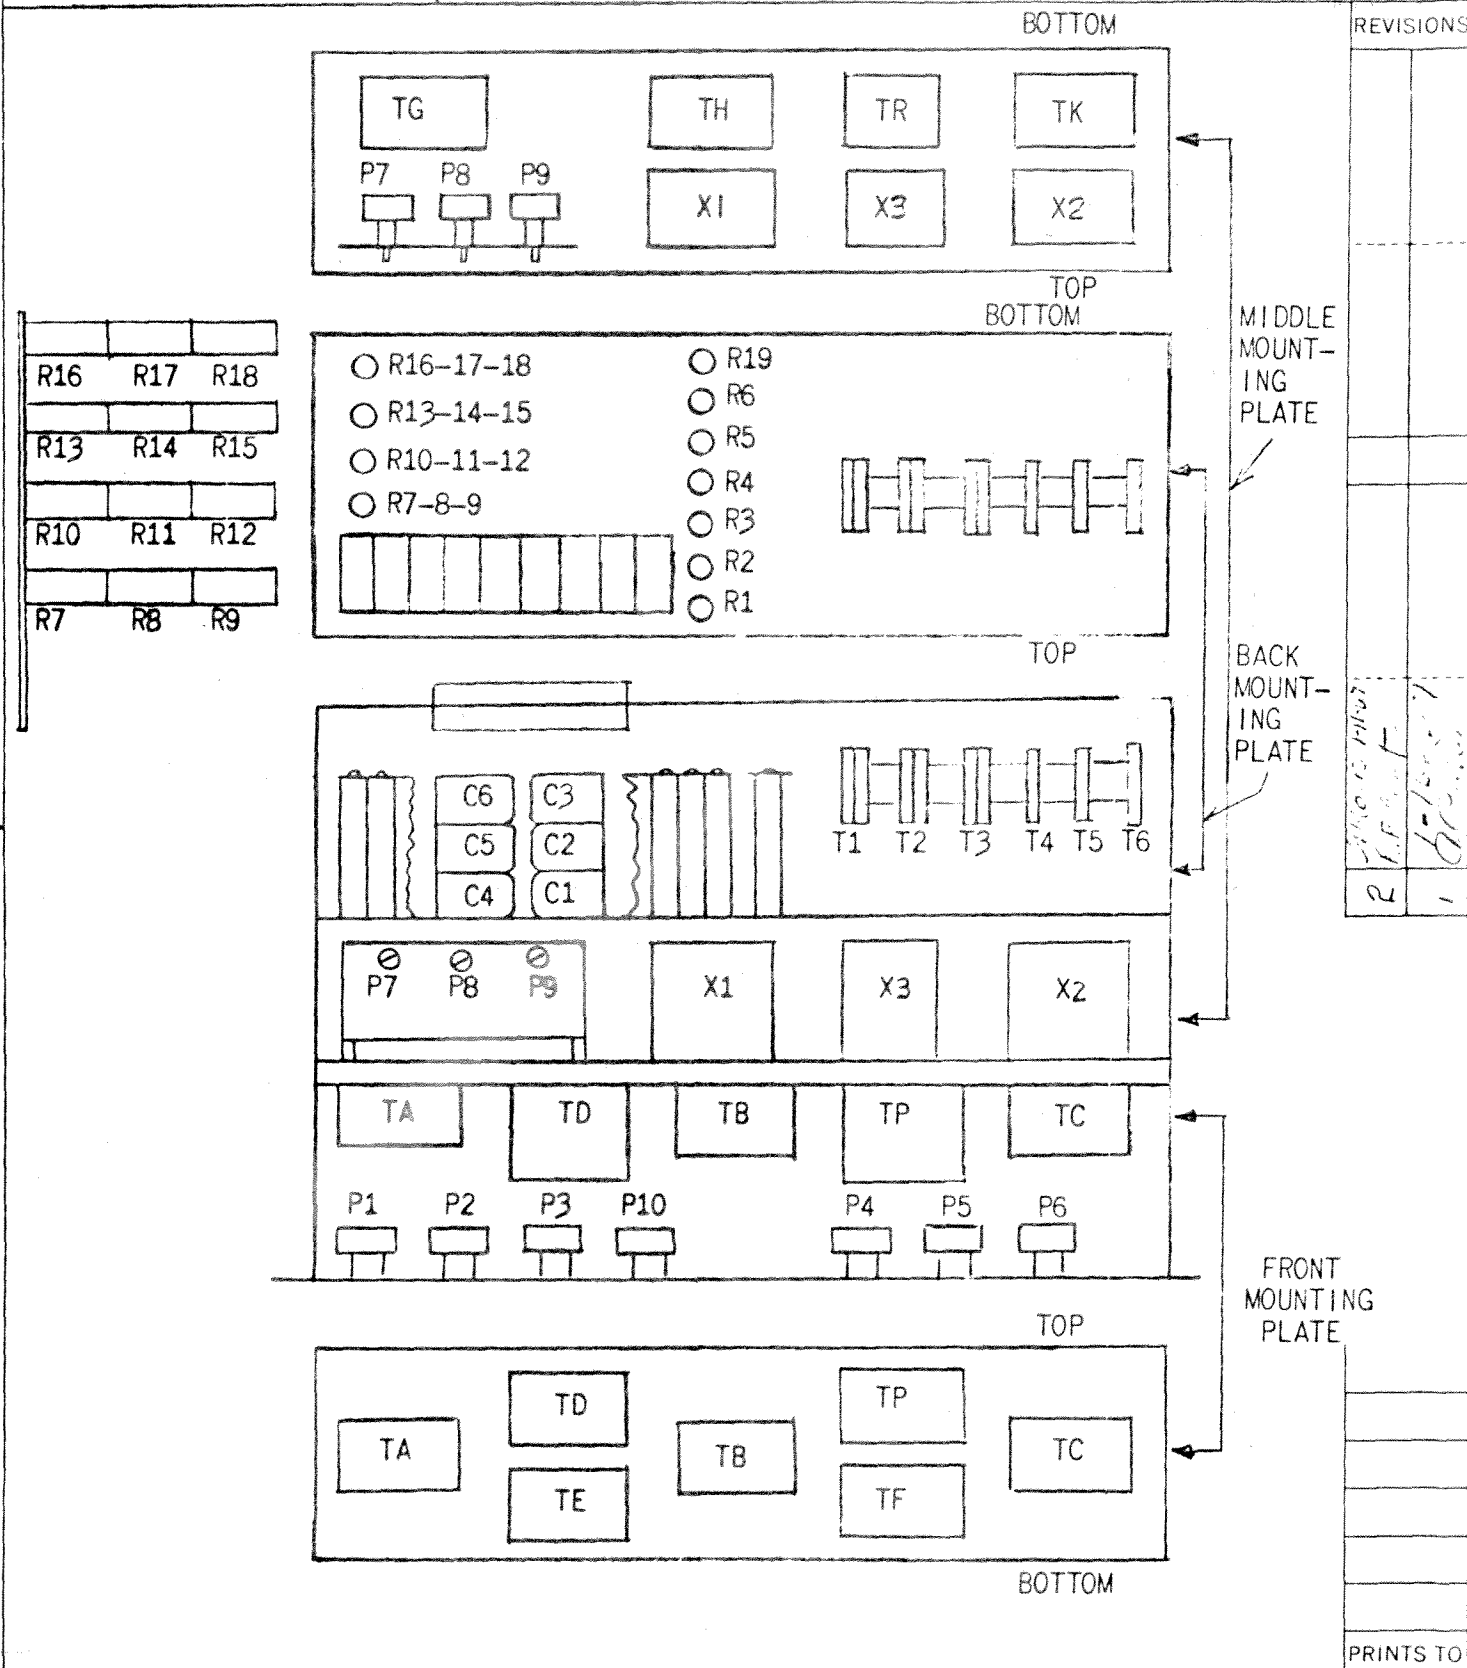 BOTTOM
REVISIONS
TG TH TR TK
P7 P8 P9
X1 X3 X2
TOP
BOTTOM
MIDDLE
MOUNT-
ING
PLATE
R16 R17 R18
R13 R14 R15
R10 R11 R12
R7 R8 R9
R16-17-18
R13-14-15
R10-11-12
R7-8-9
R19
R6
R5
R4
R3
R2
R1
TOP
BACK
MOUNT-
ING
PLATE
C6 C3
C5 C2
C4 C1
T1 T2 T3 T4 T5 T6
2 1
P7 P8 P9 X1 X3 X2
TA TD TB TP TC
P1 P2 P3 P10 P4 P5 P6
FRONT
MOUNTING
PLATE
TOP
TD TP
TA TB TC
TE TF
BOTTOM
PRINTS TO